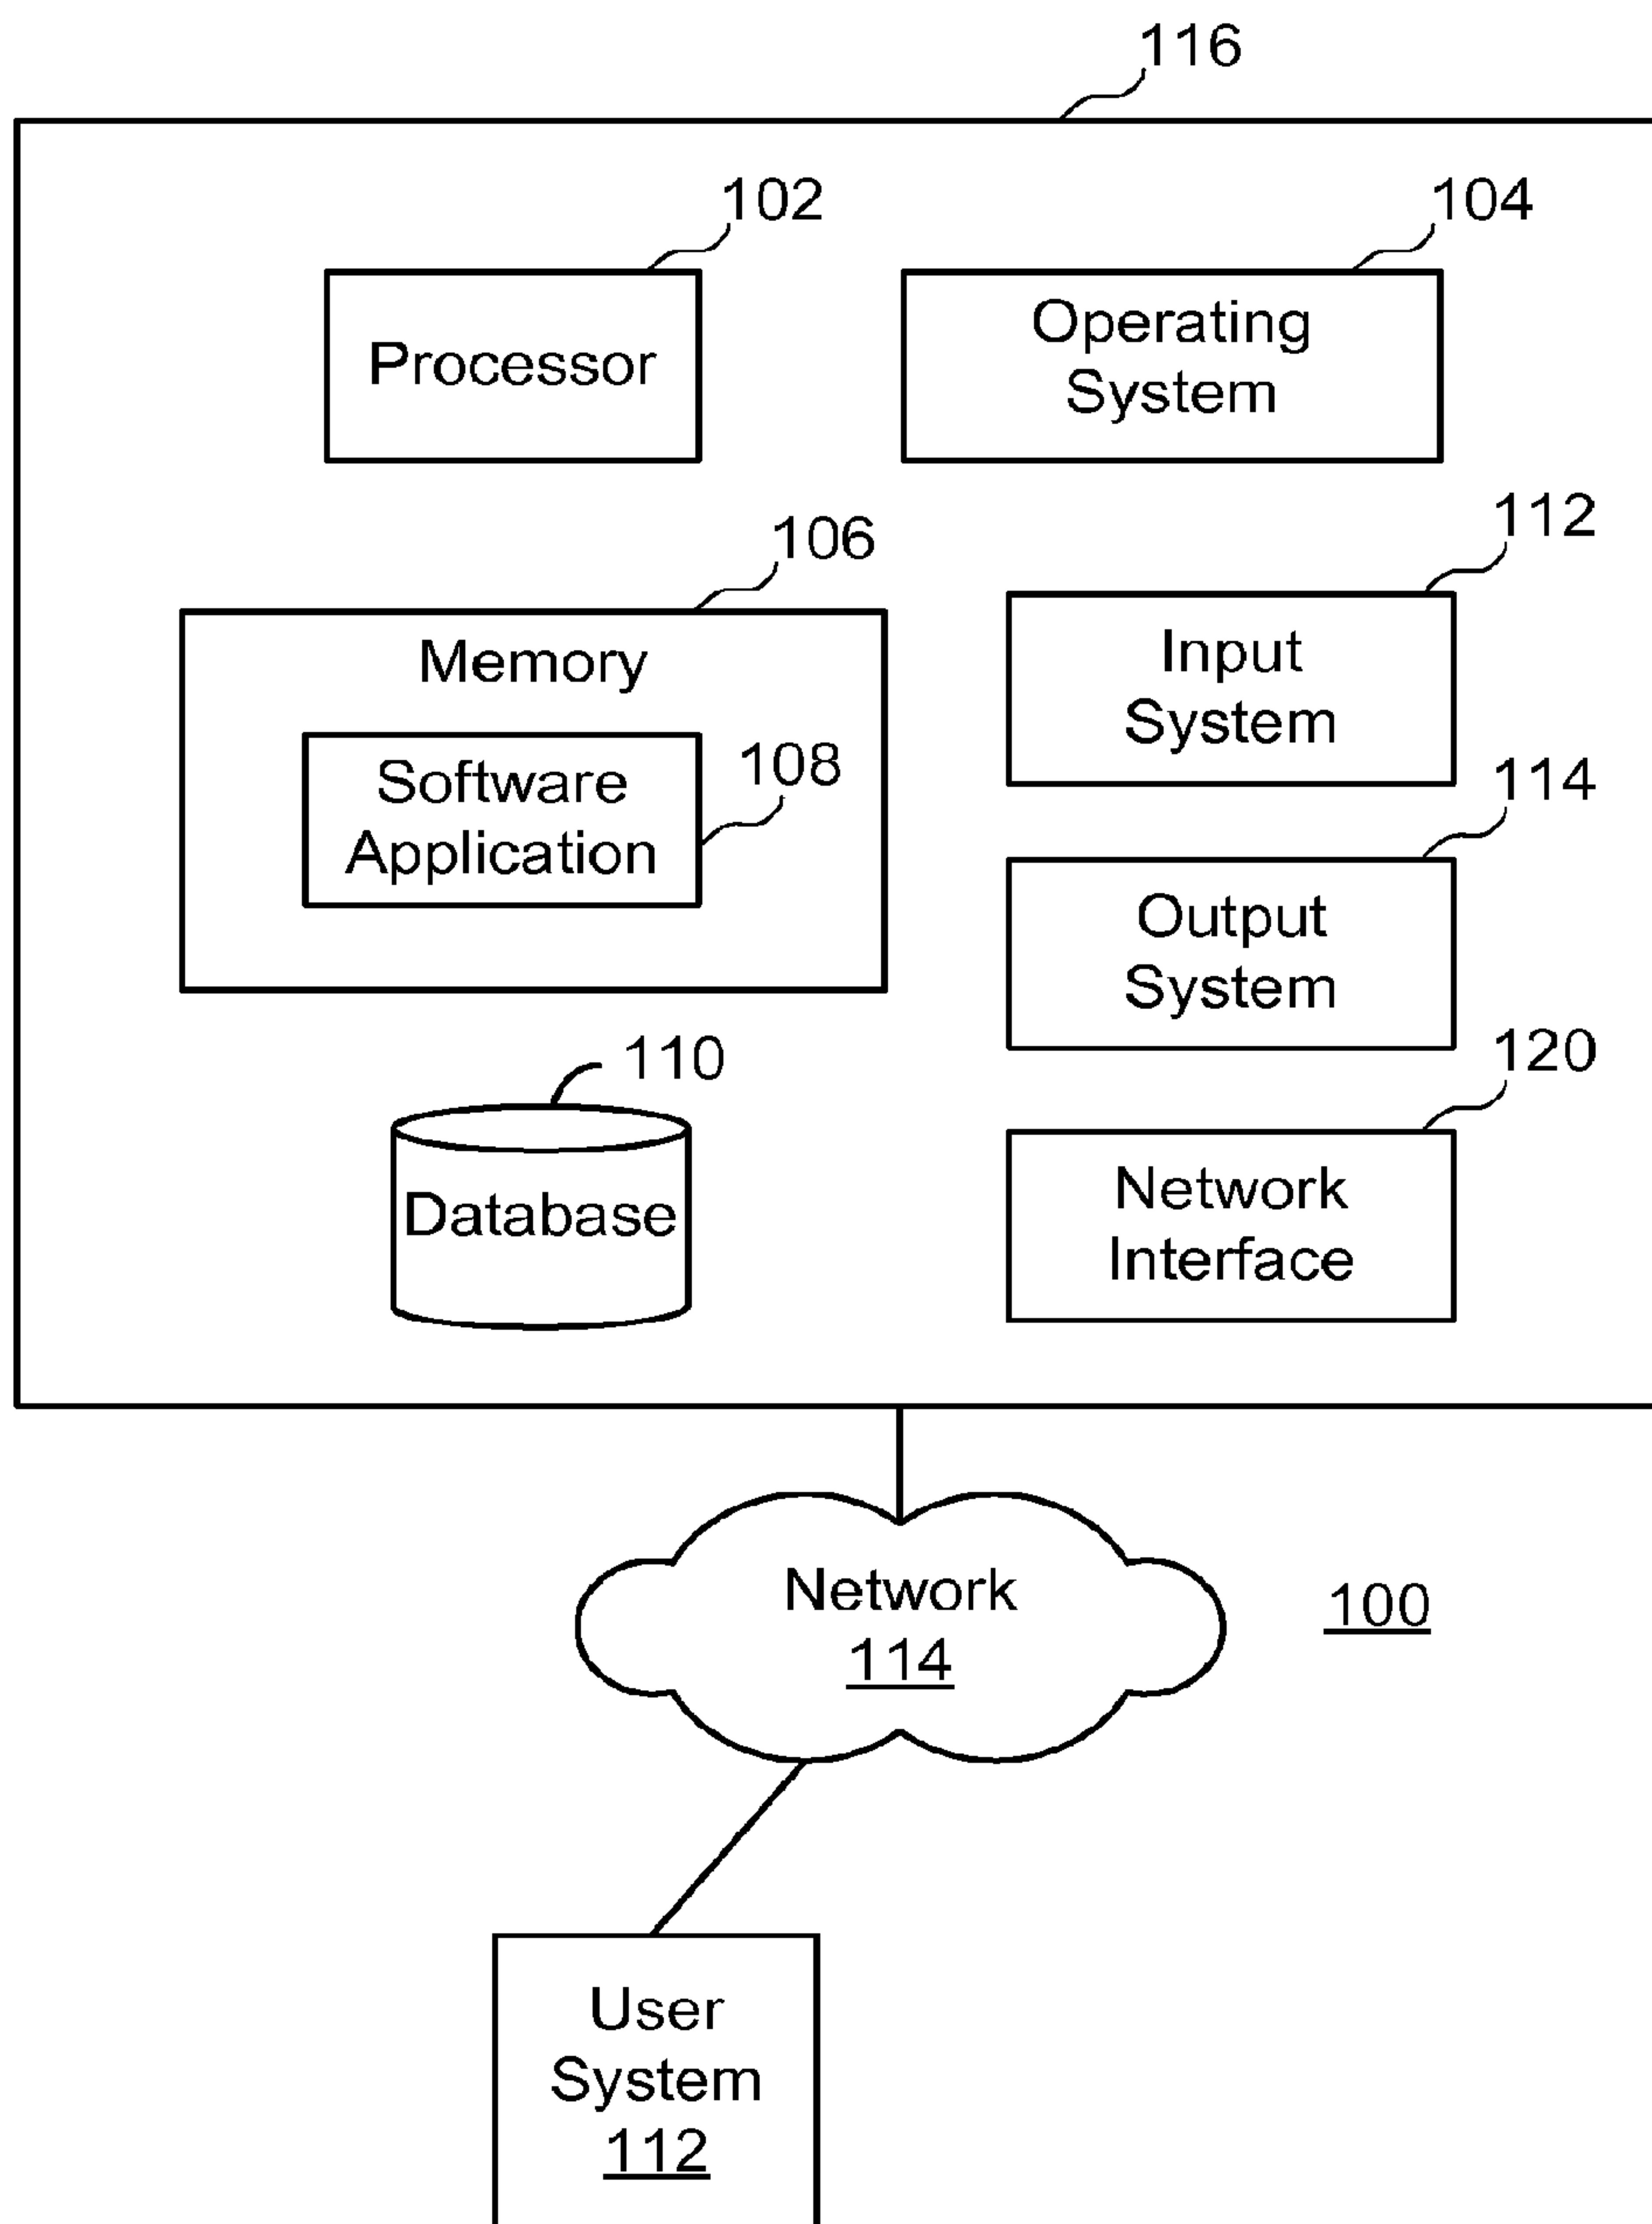 116
102
104
Processor
Operating
System
106
112
Memory
Input
System
Software
Application
108
114
Output
System
110
120
Database
Network
Interface
Network
114
100
User
System
112